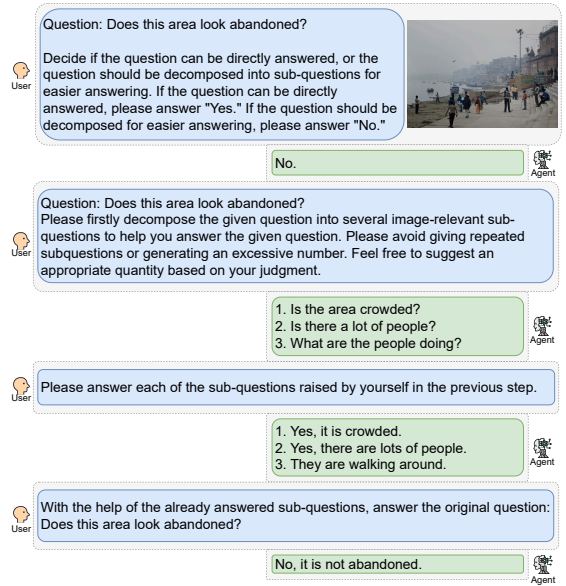 Question: Does this area look abandoned?
Decide if the question can be directly answered, or the
question should be decomposed into sub-questions for
easier answering. If the question can be directly
answered, please answer "Yes." If the question should be
decomposed for easier answering, please answer "No."
User
No.
Agent
Question: Does this area look abandoned?
Please firstly decompose the given question into several image-relevant sub-
questions to help you answer the given question. Please avoid giving repeated
subquestions or generating an excessive number. Feel free to suggest an
appropriate quantity based on your judgment.
User
1. Is the area crowded?
2. Is there a lot of people?
3. What are the people doing?
Agent
Please answer each of the sub-questions raised by yourself in the previous step.
User
1. Yes, it is crowded.
2. Yes, there are lots of people.
3. They are walking around.
Agent
With the help of the already answered sub-questions, answer the original question:
Does this area look abandoned?
User
No, it is not abandoned.
Agent